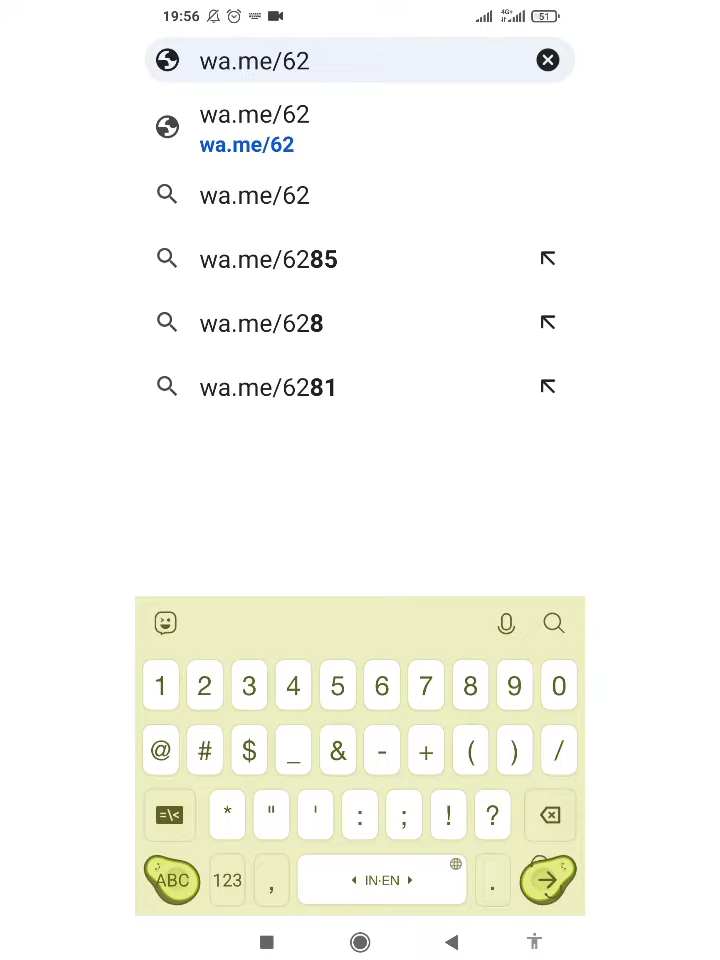 19:56 4G+ 51
wa.me/62
wa.me/62
wa.me/62
wa.me/62
wa.me/6285
wa.me/628
wa.me/6281
1 2 3 4 5 6 7 8 9 0
@ # $ _ & - + ( ) /
=\< * " ' : ; ! ?
ABC 123 , IN·EN .